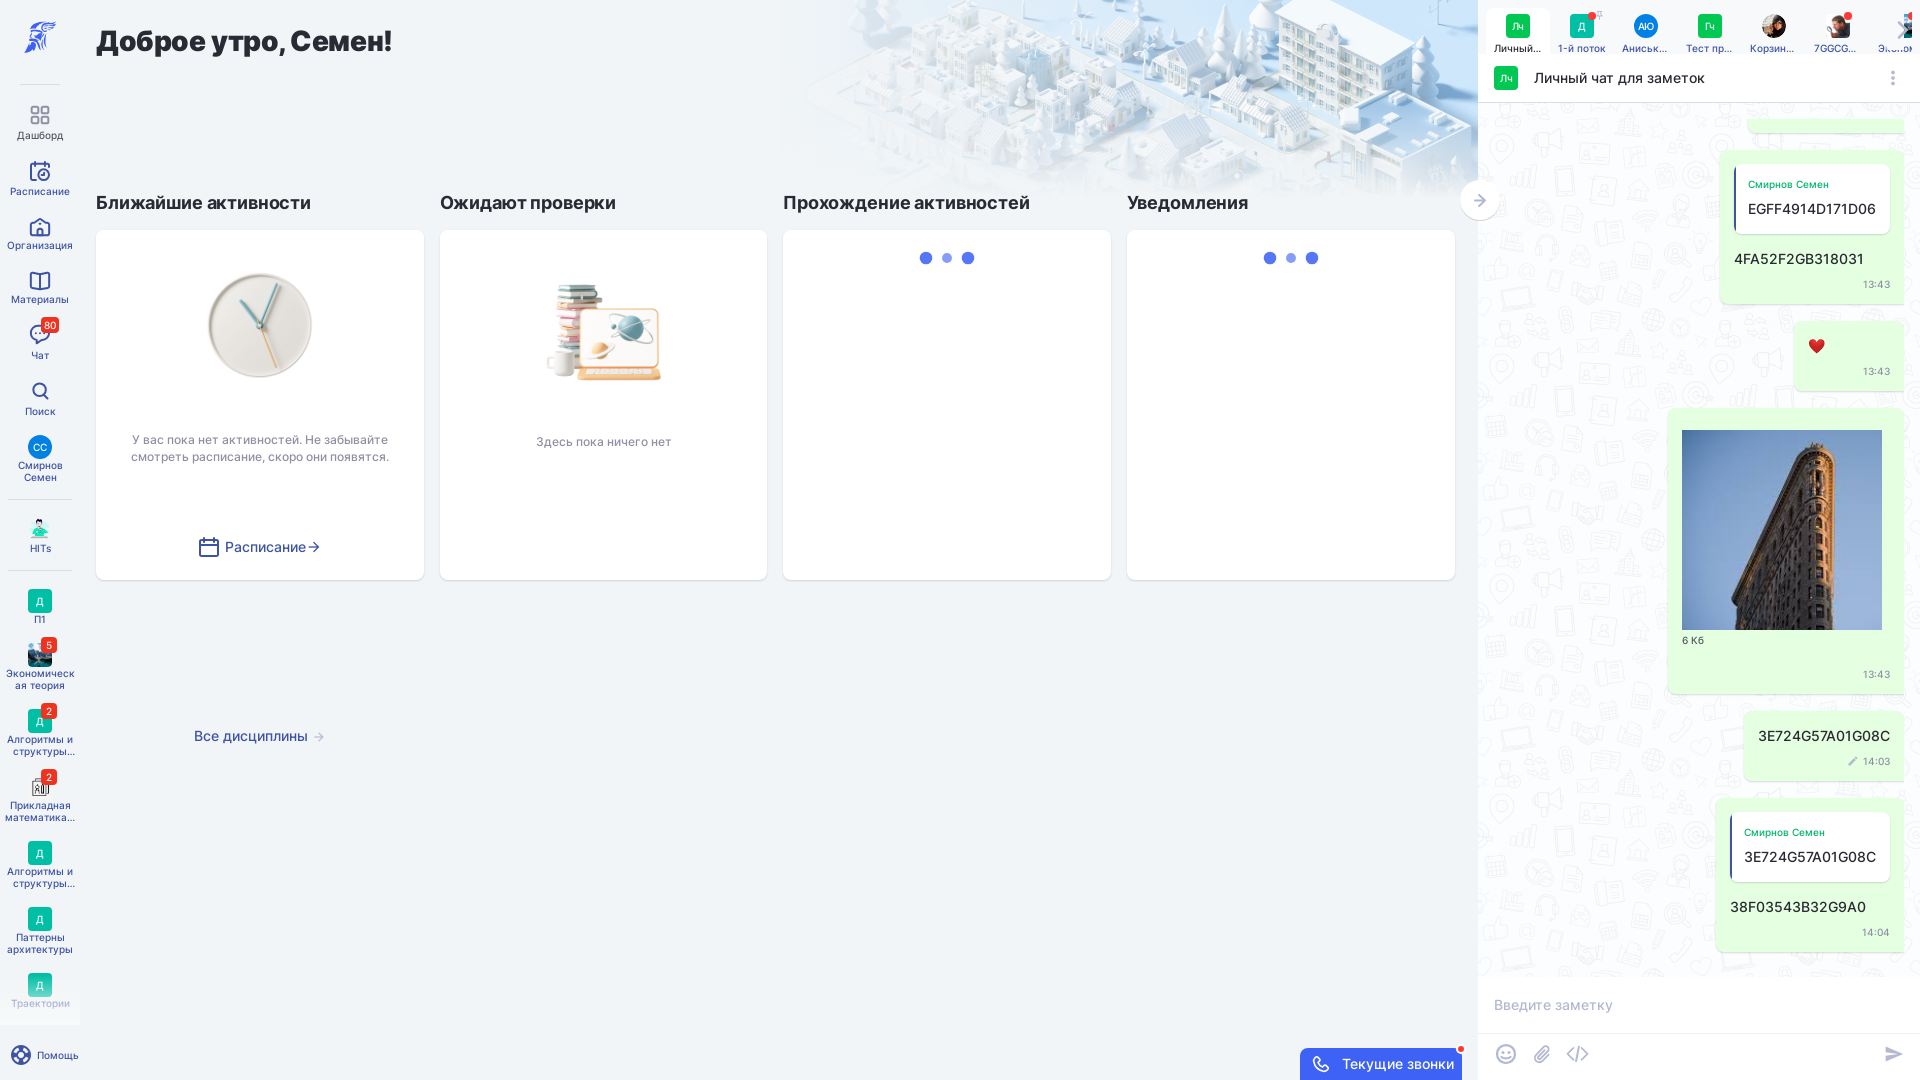 Доброе утро, Семен!
Дашборд
Расписание
Организация
Материалы
80
Чат
Поиск
СС
Смирнов
Семен
HITs
Д
П1
5
Экономическ
ая теория
Д
2
Алгоритмы и
структуры...
2
Прикладная
математика...
Д
Алгоритмы и
структуры...
Д
Паттерны
архитектуры
Д
Траектории
Помощь
Ближайшие активности
У вас пока нет активностей. Не забывайте
смотреть расписание, скоро они появятся.
Расписание
Ожидают проверки
Здесь пока ничего нет
Прохождение активностей
Уведомления
Все дисциплины
Текущие звонки
Лч
Личный...
Д
1-й поток
АЮ
Аниськ...
Гч
Тест пр...
Корзин...
7GGCG...
Лч
Личный чат для заметок
Смирнов Семен
EGFF4914D171D06
4FA52F2GB318031
13:43
13:43
6 Кб
13:43
3E724G57A01G08C
14:03
Смирнов Семен
3E724G57A01G08C
38F03543B32G9A0
14:04
Введите заметку